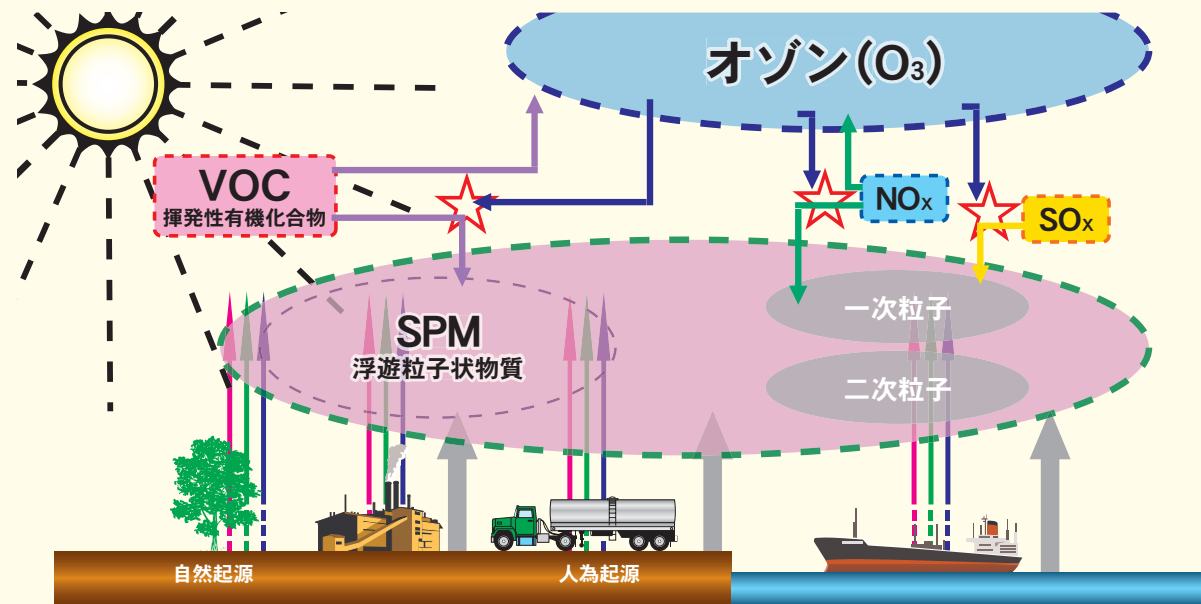 オゾン(O₃)
VOC
揮発性有機化合物
NOx
SOx
SPM
浮遊粒子状物質
一次粒子
二次粒子
自然起源
人為起源